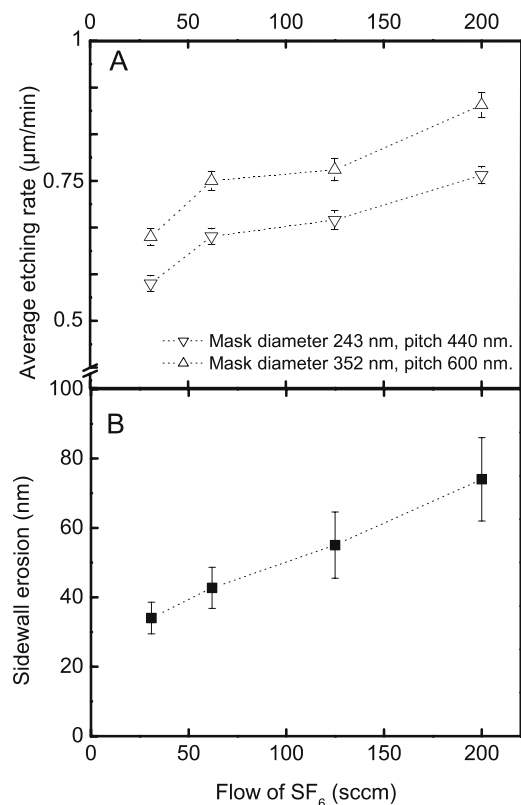 0 50 100 150 200
A
1
0.75
0.5
Average etching rate (µm/min)
Mask diameter 243 nm, pitch 440 nm.
Mask diameter 352 nm, pitch 600 nm.
B
100
80
60
40
20
0
Sidewall erosion (nm)
0 50 100 150 200
Flow of SF₆ (sccm)